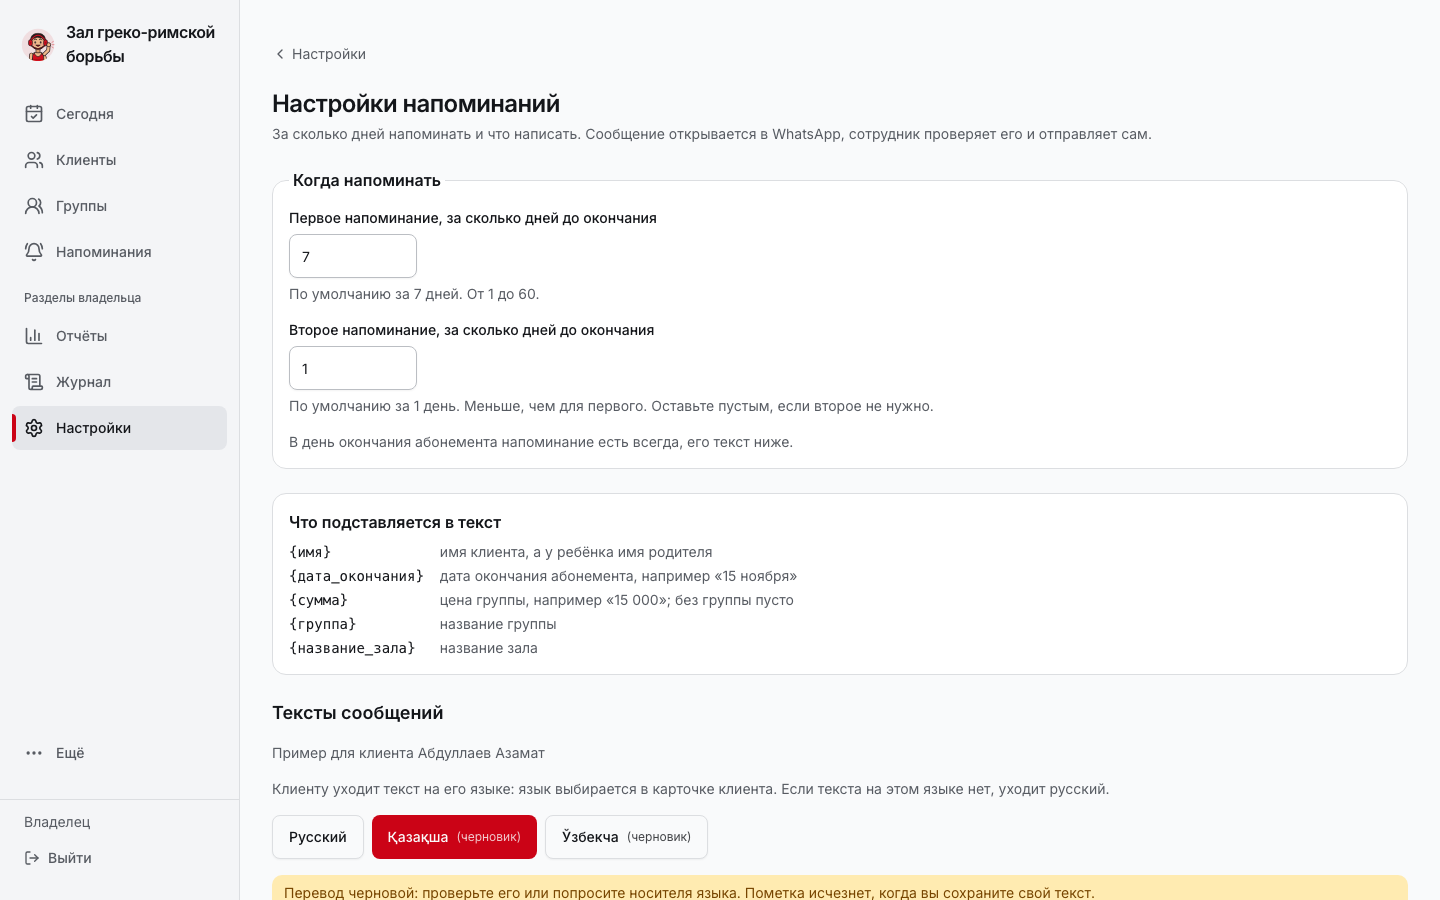 Зал греко-римской
борьбы
Сегодня
Клиенты
Группы
Напоминания
Разделы владельца
Отчёты
Журнал
Настройки
Ещё
Владелец
Выйти
Настройки
Настройки напоминаний
За сколько дней напоминать и что написать. Сообщение открывается в WhatsApp, сотрудник проверяет его и отправляет сам.
Когда напоминать
Первое напоминание, за сколько дней до окончания
7
По умолчанию за 7 дней. От 1 до 60.
Второе напоминание, за сколько дней до окончания
1
По умолчанию за 1 день. Меньше, чем для первого. Оставьте пустым, если второе не нужно.
В день окончания абонемента напоминание есть всегда, его текст ниже.
Что подставляется в текст
{имя} имя клиента, а у ребёнка имя родителя
{дата_окончания} дата окончания абонемента, например «15 ноября»
{сумма} цена группы, например «15 000»; без группы пусто
{группа} название группы
{название_зала} название зала
Тексты сообщений
Пример для клиента Абдуллаев Азамат
Клиенту уходит текст на его языке: язык выбирается в карточке клиента. Если текста на этом языке нет, уходит русский.
Русский Қазақша (черновик) Ўзбекча (черновик)
Перевод черновой: проверьте его или попросите носителя языка. Пометка исчезнет, когда вы сохраните свой текст.